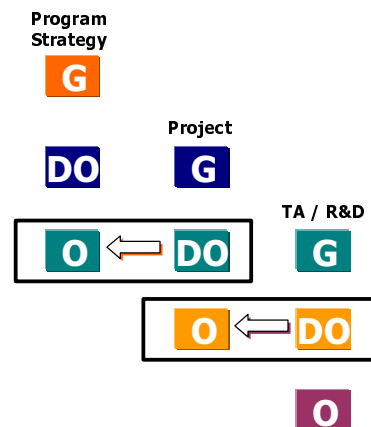 Program
Strategy
G
Project
DO G
TA / R&D
O DO G
O DO
O